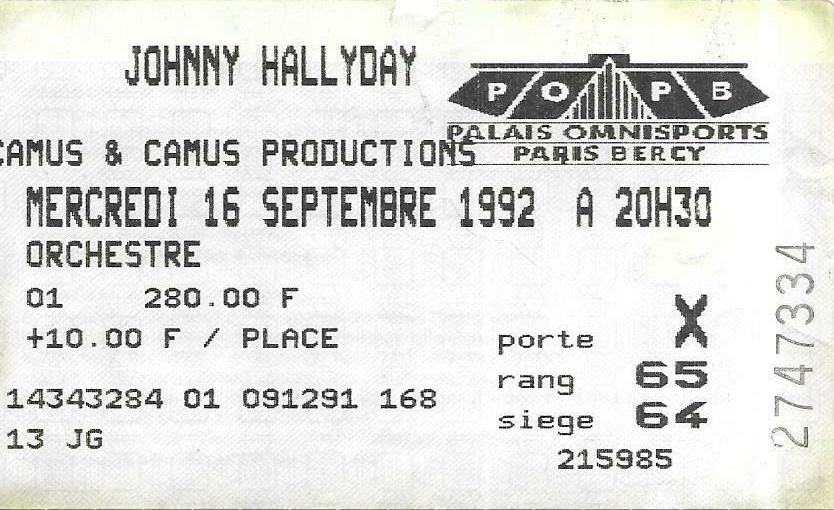 JOHNNY HALLYDAY
POPB
PALAIS OMNISPORTS
PARIS BERCY
CAMUS & CAMUS PRODUCTIONS
MERCREDI 16 SEPTEMBRE 1992 A 20H30
ORCHESTRE
01 280.00 F
+10.00 F / PLACE
porte X
rang 65
siege 64
14343284 01 091291 168
13 JG
215985
2747334